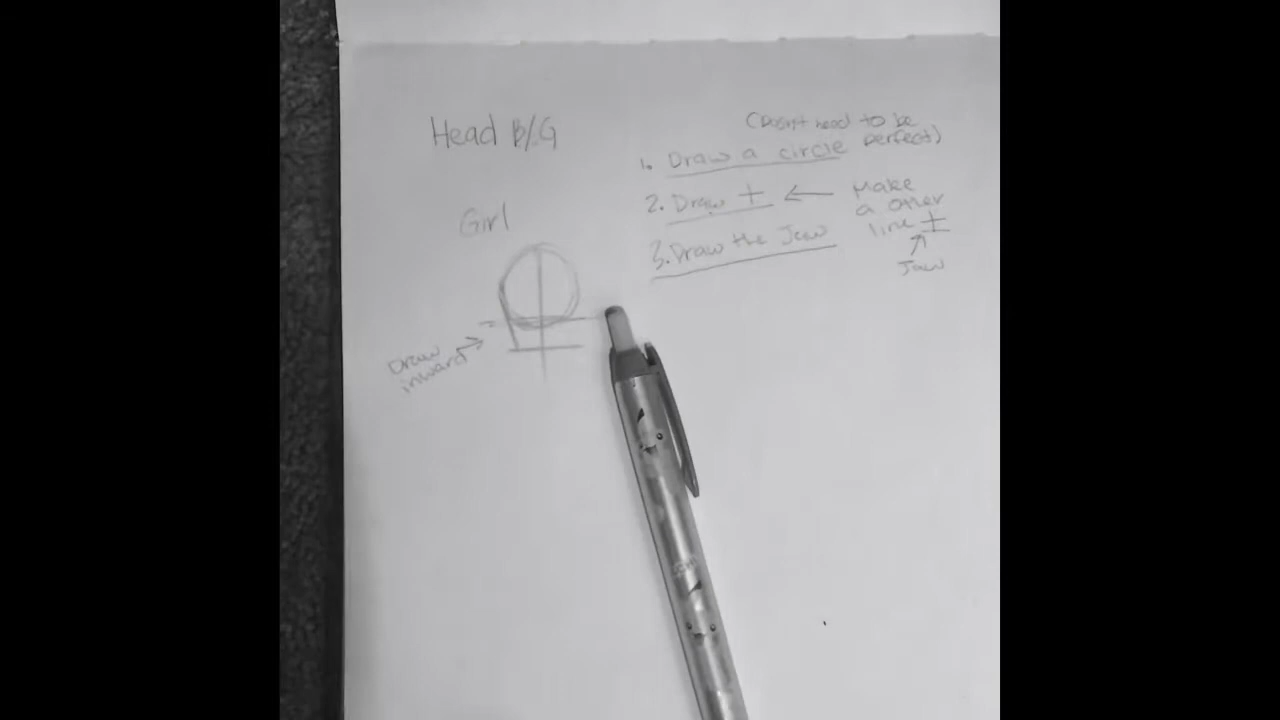 Head B/G
(Doesn't need to be
perfect)
1. Draw a circle
2. Draw + ← Make
a other
line ±
Jaw
3. Draw the Jaw
Girl
Draw
inward